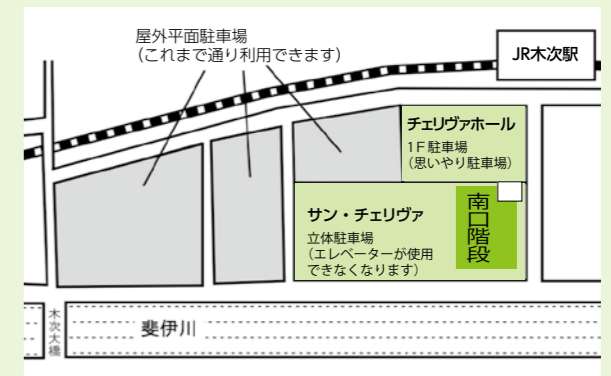 屋外平面駐車場
（これまで通り利用できます）
JR木次駅
チェリヴァホール
1F 駐車場
（思いやり駐車場）
サン・チェリヴァ
立体駐車場
（エレベーターが使用
できなくなります）
南口階段
木次大橋
斐伊川